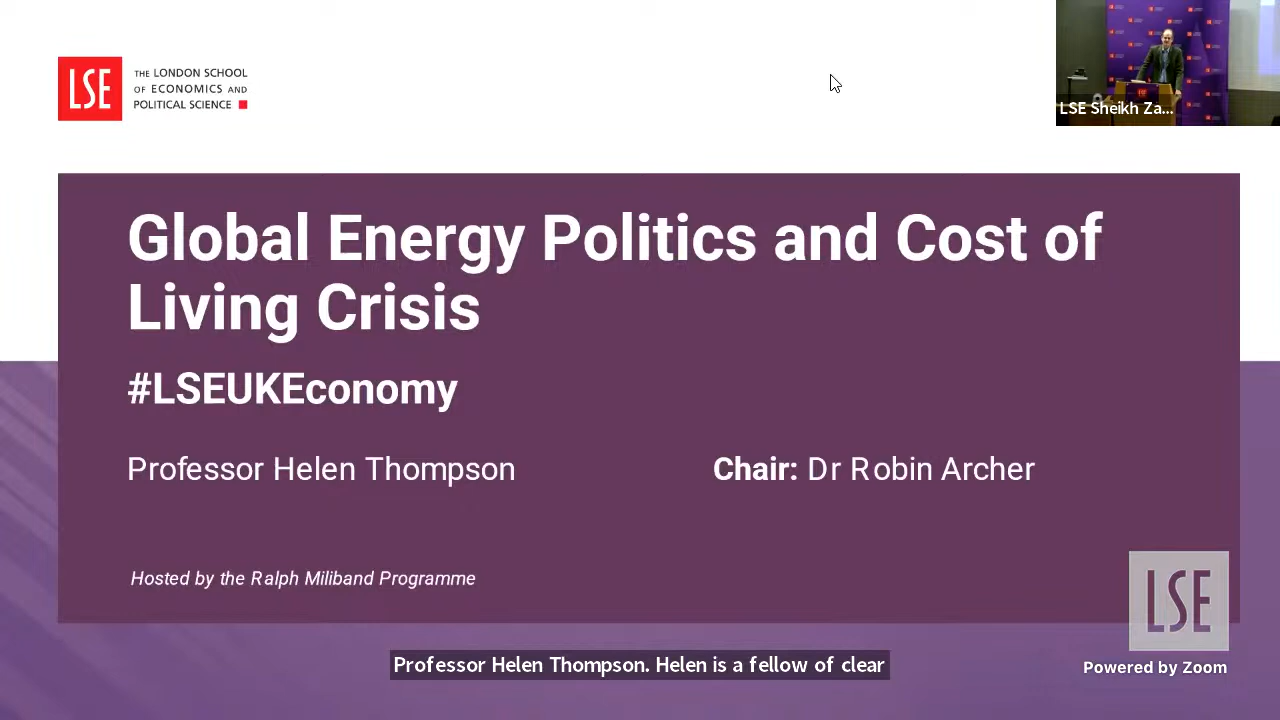 LSE
THE LONDON SCHOOL
OF ECONOMICS AND
POLITICAL SCIENCE
LSE Sheikh Za...
Global Energy Politics and Cost of
Living Crisis
#LSEUKEconomy
Professor Helen Thompson
Chair: Dr Robin Archer
Hosted by the Ralph Miliband Programme
LSE
Professor Helen Thompson. Helen is a fellow of clear
Powered by Zoom